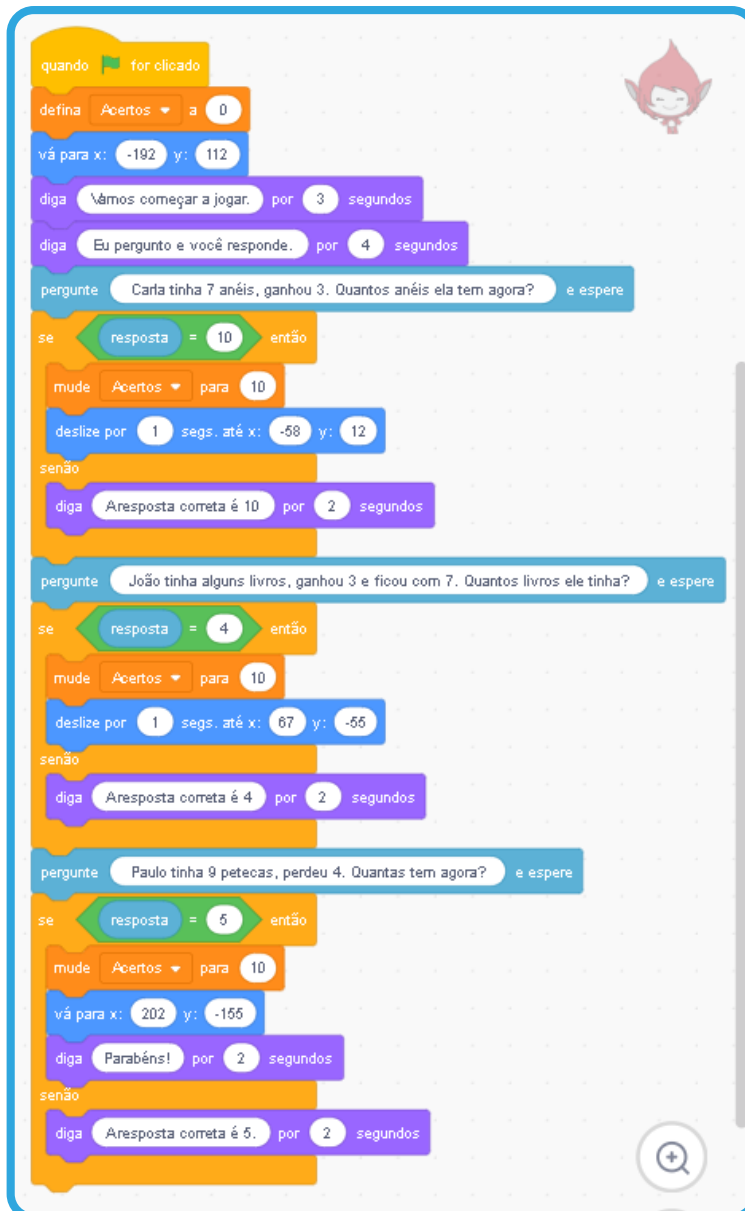 quando for clicado
defina Acertos a 0
vá para x: -192 y: 112
diga Vamos começar a jogar. por 3 segundos
diga Eu pergunto e você responde. por 4 segundos
pergunte Carla tinha 7 anéis, ganhou 3. Quantos anéis ela tem agora? e espere
se resposta = 10 então
mude Acertos para 10
deslize por 1 segs. até x: -58 y: 12
senão
diga A resposta correta é 10 por 2 segundos
pergunte João tinha alguns livros, ganhou 3 e ficou com 7. Quantos livros ele tinha? e espere
se resposta = 4 então
mude Acertos para 10
deslize por 1 segs. até x: 67 y: -55
senão
diga A resposta correta é 4 por 2 segundos
pergunte Paulo tinha 9 petecas, perdeu 4. Quantas tem agora? e espere
se resposta = 5 então
mude Acertos para 10
vá para x: 202 y: -155
diga Parabéns! por 2 segundos
senão
diga A resposta correta é 5. por 2 segundos